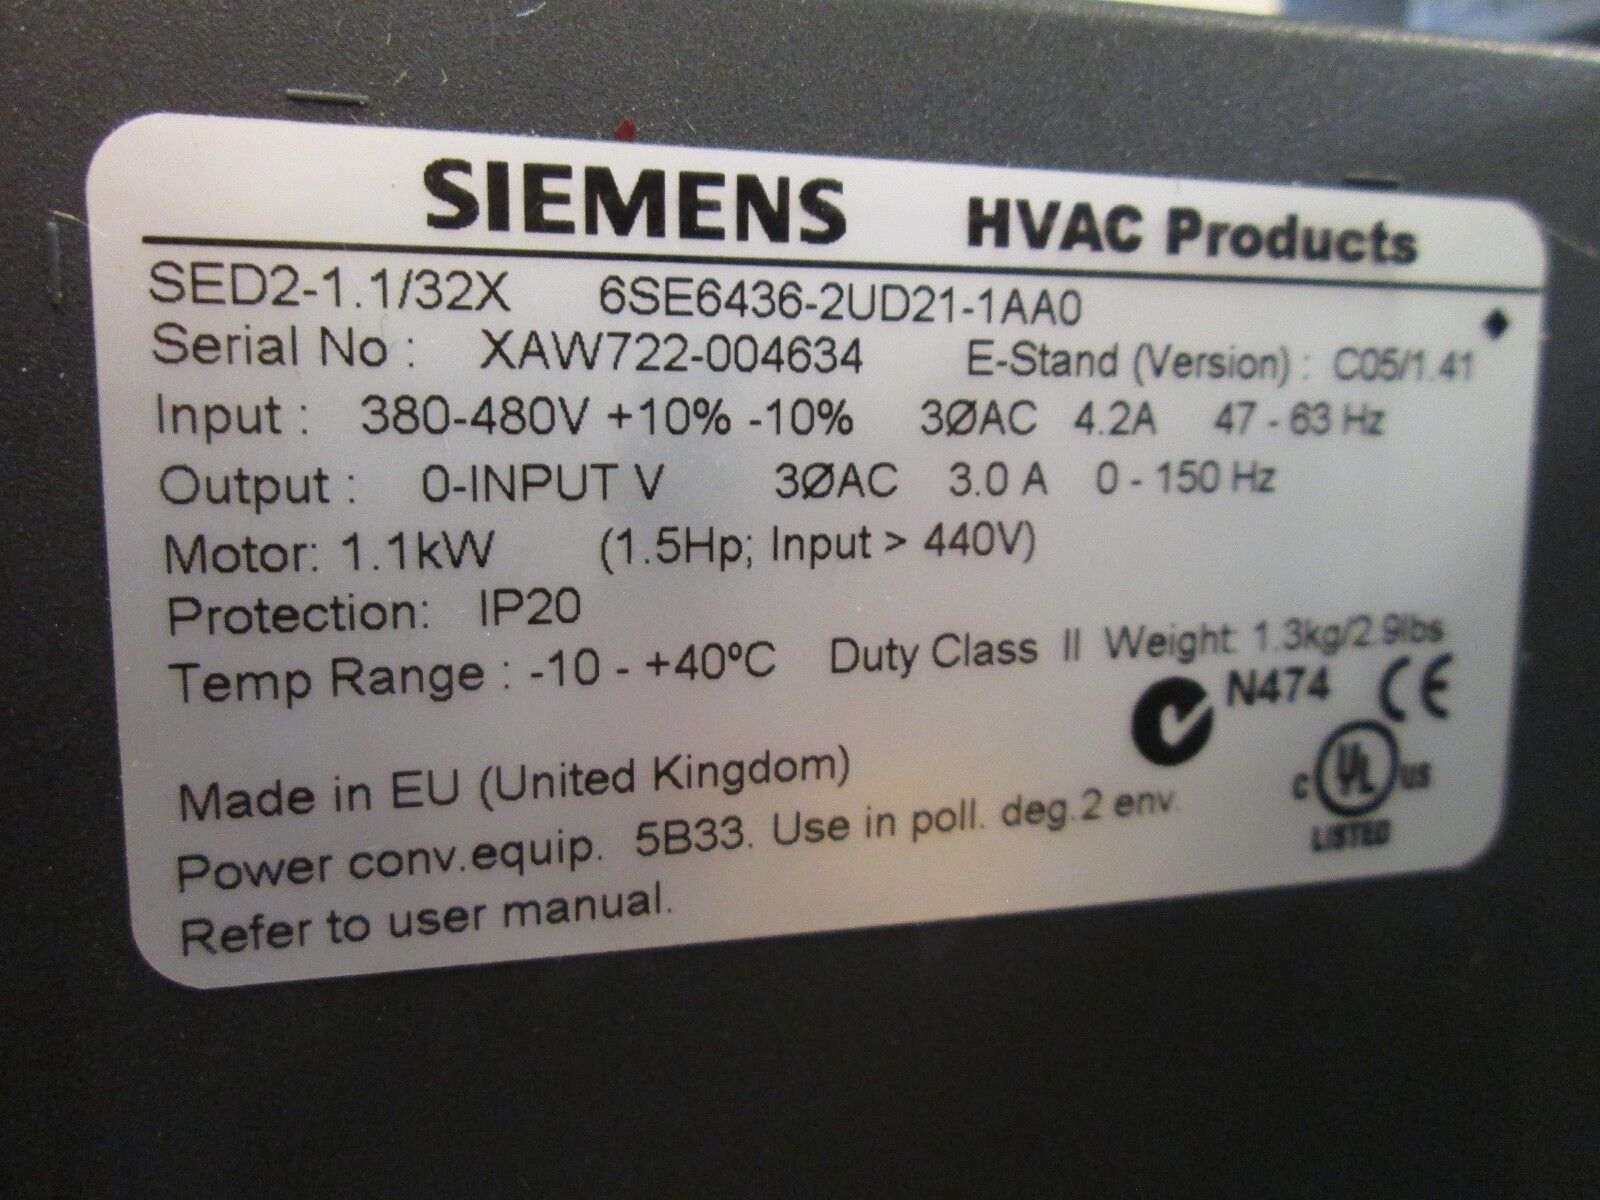 SIEMENS HVAC Products
SED2-1.1/32X 6SE6436-2UD21-1AA0
Serial No : XAW722-004634 E-Stand (Version) : C05/1.41
Input : 380-480V +10% -10% 3ØAC 4.2A 47 - 63 Hz
Output : 0-INPUT V 3ØAC 3.0 A 0 - 150 Hz
Motor: 1.1kW (1.5Hp; Input > 440V)
Protection: IP20
Temp Range : -10 - +40ºC Duty Class II Weight: 1.3kg/2.9lbs
N474 CE
Made in EU (United Kingdom)
Power conv.equip. 5B33. Use in poll. deg.2 env.
c UL us
LISTED
Refer to user manual.